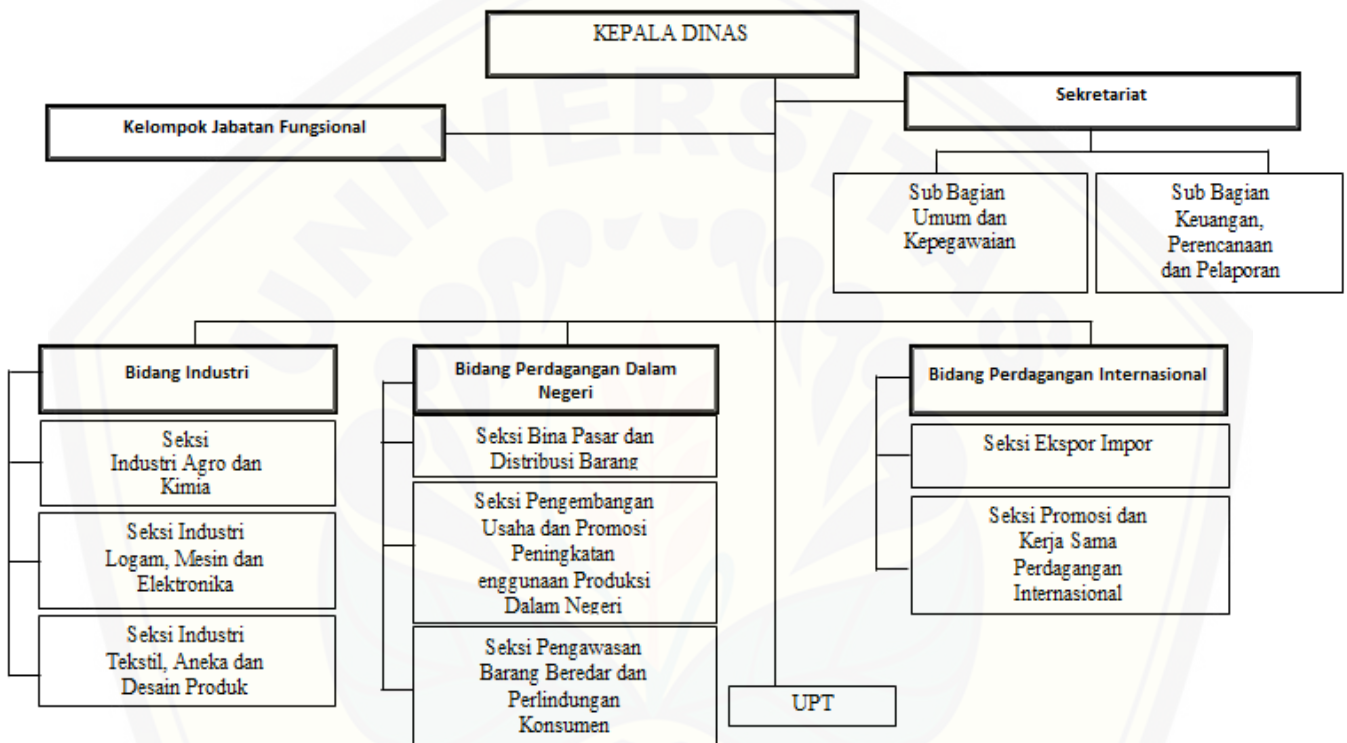 KEPALA DINAS
Sekretariat
Kelompok Jabatan Fungsional
Sub Bagian
Umum dan
Kepegawaian
Sub Bagian
Keuangan,
Perencanaan
dan Pelaporan
Bidang Industri
Seksi
Industri Agro dan
Kimia
Seksi Industri
Logam, Mesin dan
Elektronika
Seksi Industri
Tekstil, Aneka dan
Desain Produk
Bidang Perdagangan Dalam
Negeri
Seksi Bina Pasar dan
Distribusi Barang
Seksi Pengembangan
Usaha dan Promosi
Peningkatan
enggunaan Produksi
Dalam Negeri
Seksi Pengawasan
Barang Beredar dan
Perlindungan
Konsumen
Bidang Perdagangan Internasional
Seksi Ekspor Impor
Seksi Promosi dan
Kerja Sama
Perdagangan
Internasional
UPT
UNIVERSITAS